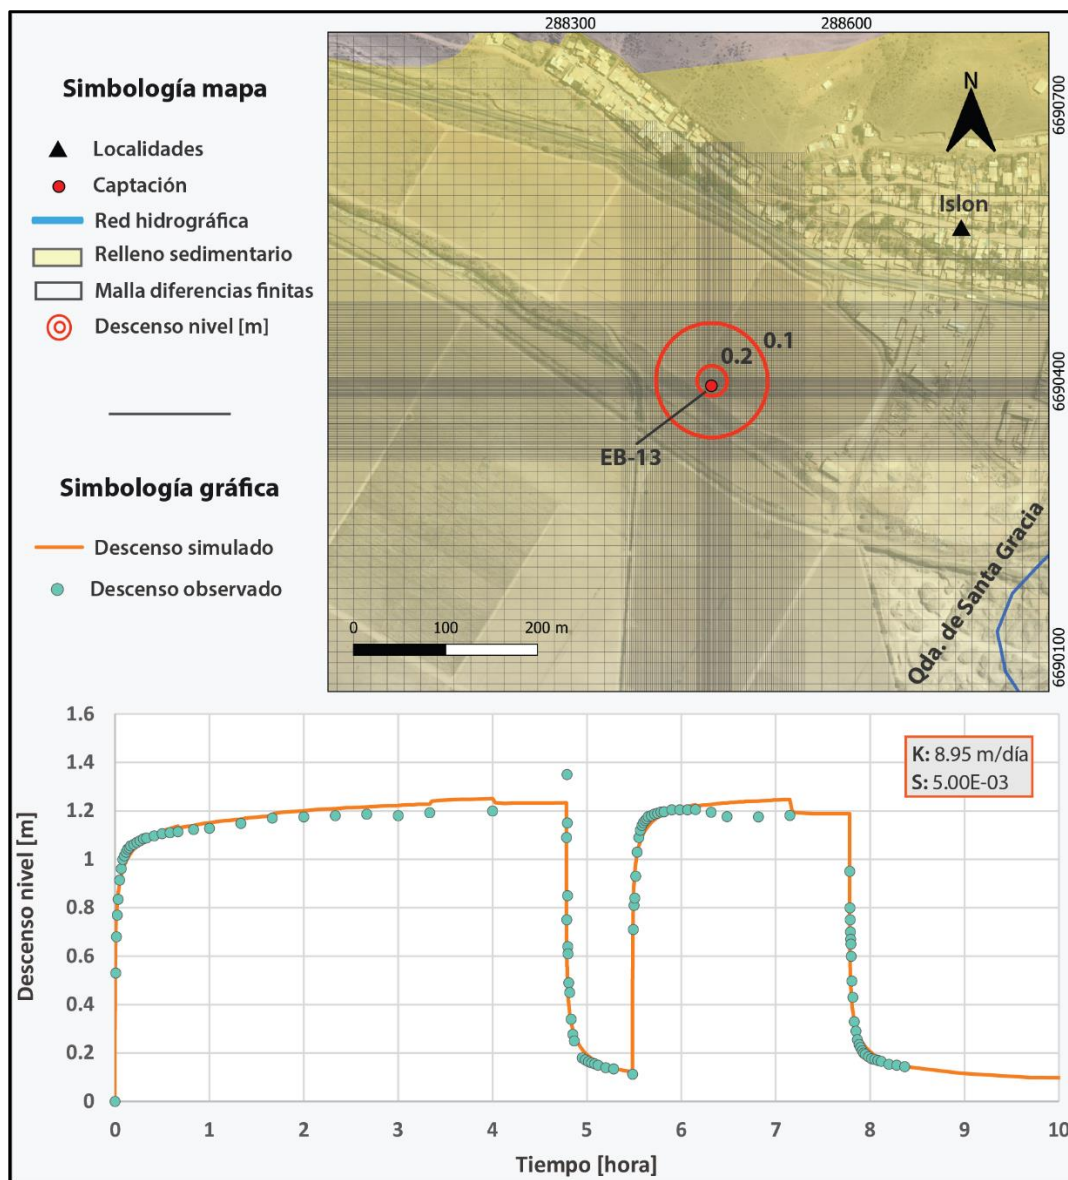 288300
288600
Simbología mapa
Localidades
Captación
Red hidrográfica
Relleno sedimentario
Malla diferencias finitas
Descenso nivel [m]
N
6690700
Islon
0.1
0.2
6690400
EB-13
Simbología gráfica
Descenso simulado
Descenso observado
0
100
200 m
Qda. de Santa Gracia
6690100
1.6
1.4
1.2
1
0.8
0.6
0.4
0.2
0
Descenso nivel [m]
K: 8.95 m/día
S: 5.00E-03
0 1 2 3 4 5 6 7 8 9 10
Tiempo [hora]